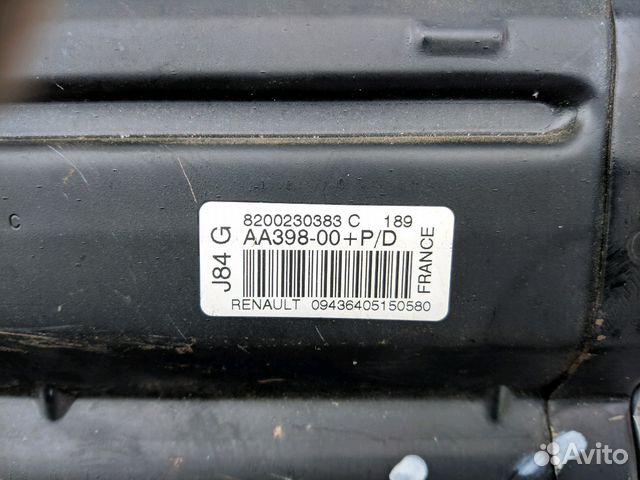 8200230383 C 189
AA398-00+P/D
J84 G
FRANCE
RENAULT 09436405150580
C
Avito